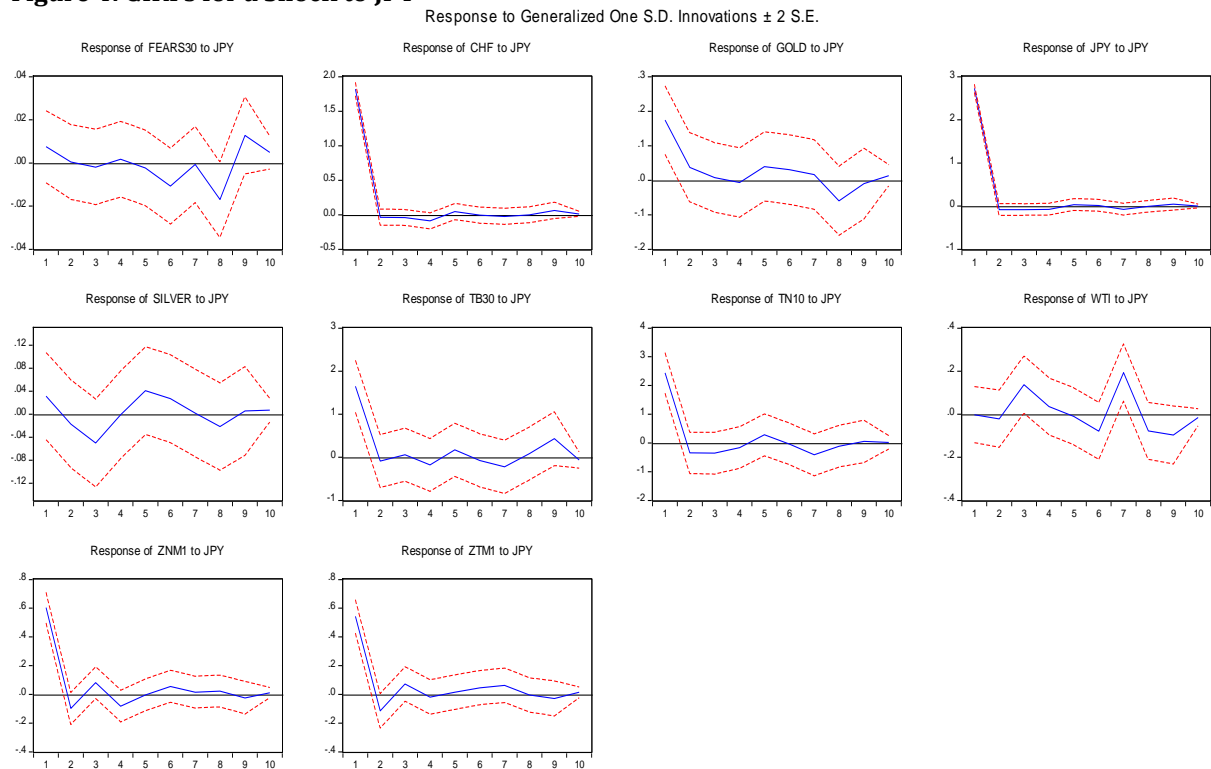 Figure for a Shock to JPY
Response to Generalized One S.D. Innovations ± 2 S.E.
Response of FEARS30 to JPY
.04
.02
.00
-.02
-.04
1 2 3 4 5 6 7 8 9 10
Response of CHF to JPY
2.0
1.5
1.0
0.5
0.0
-0.5
1 2 3 4 5 6 7 8 9 10
Response of GOLD to JPY
.3
.2
.1
.0
-.1
-.2
1 2 3 4 5 6 7 8 9 10
Response of JPY to JPY
3
2
1
0
-1
1 2 3 4 5 6 7 8 9 10
Response of SILVER to JPY
.12
.08
.04
.00
-.04
-.08
-.12
1 2 3 4 5 6 7 8 9 10
Response of TB30 to JPY
3
2
1
0
-1
1 2 3 4 5 6 7 8 9 10
Response of TN10 to JPY
4
3
2
1
0
-1
-2
1 2 3 4 5 6 7 8 9 10
Response of WTI to JPY
.4
.2
.0
-.2
-.4
1 2 3 4 5 6 7 8 9 10
Response of ZNM1 to JPY
.8
.6
.4
.2
.0
-.2
-.4
1 2 3 4 5 6 7 8 9 10
Response of ZTM1 to JPY
.8
.6
.4
.2
.0
-.2
-.4
1 2 3 4 5 6 7 8 9 10